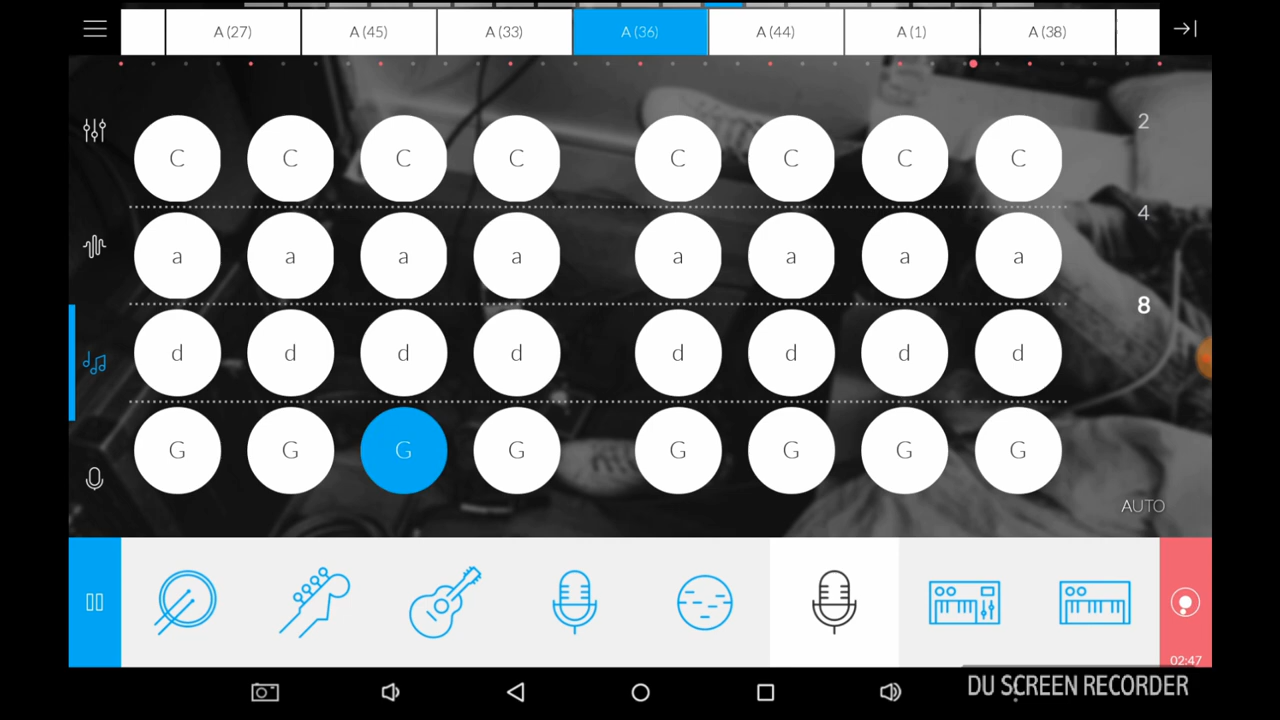 A (27) A (45) A (33) A (36) A (44) A (1) A (38)
2
C C C C C C C C
4
a a a a a a a a
8
d d d d d d d d
G G G G G G G G
AUTO
02:47
DU SCREEN RECORDER